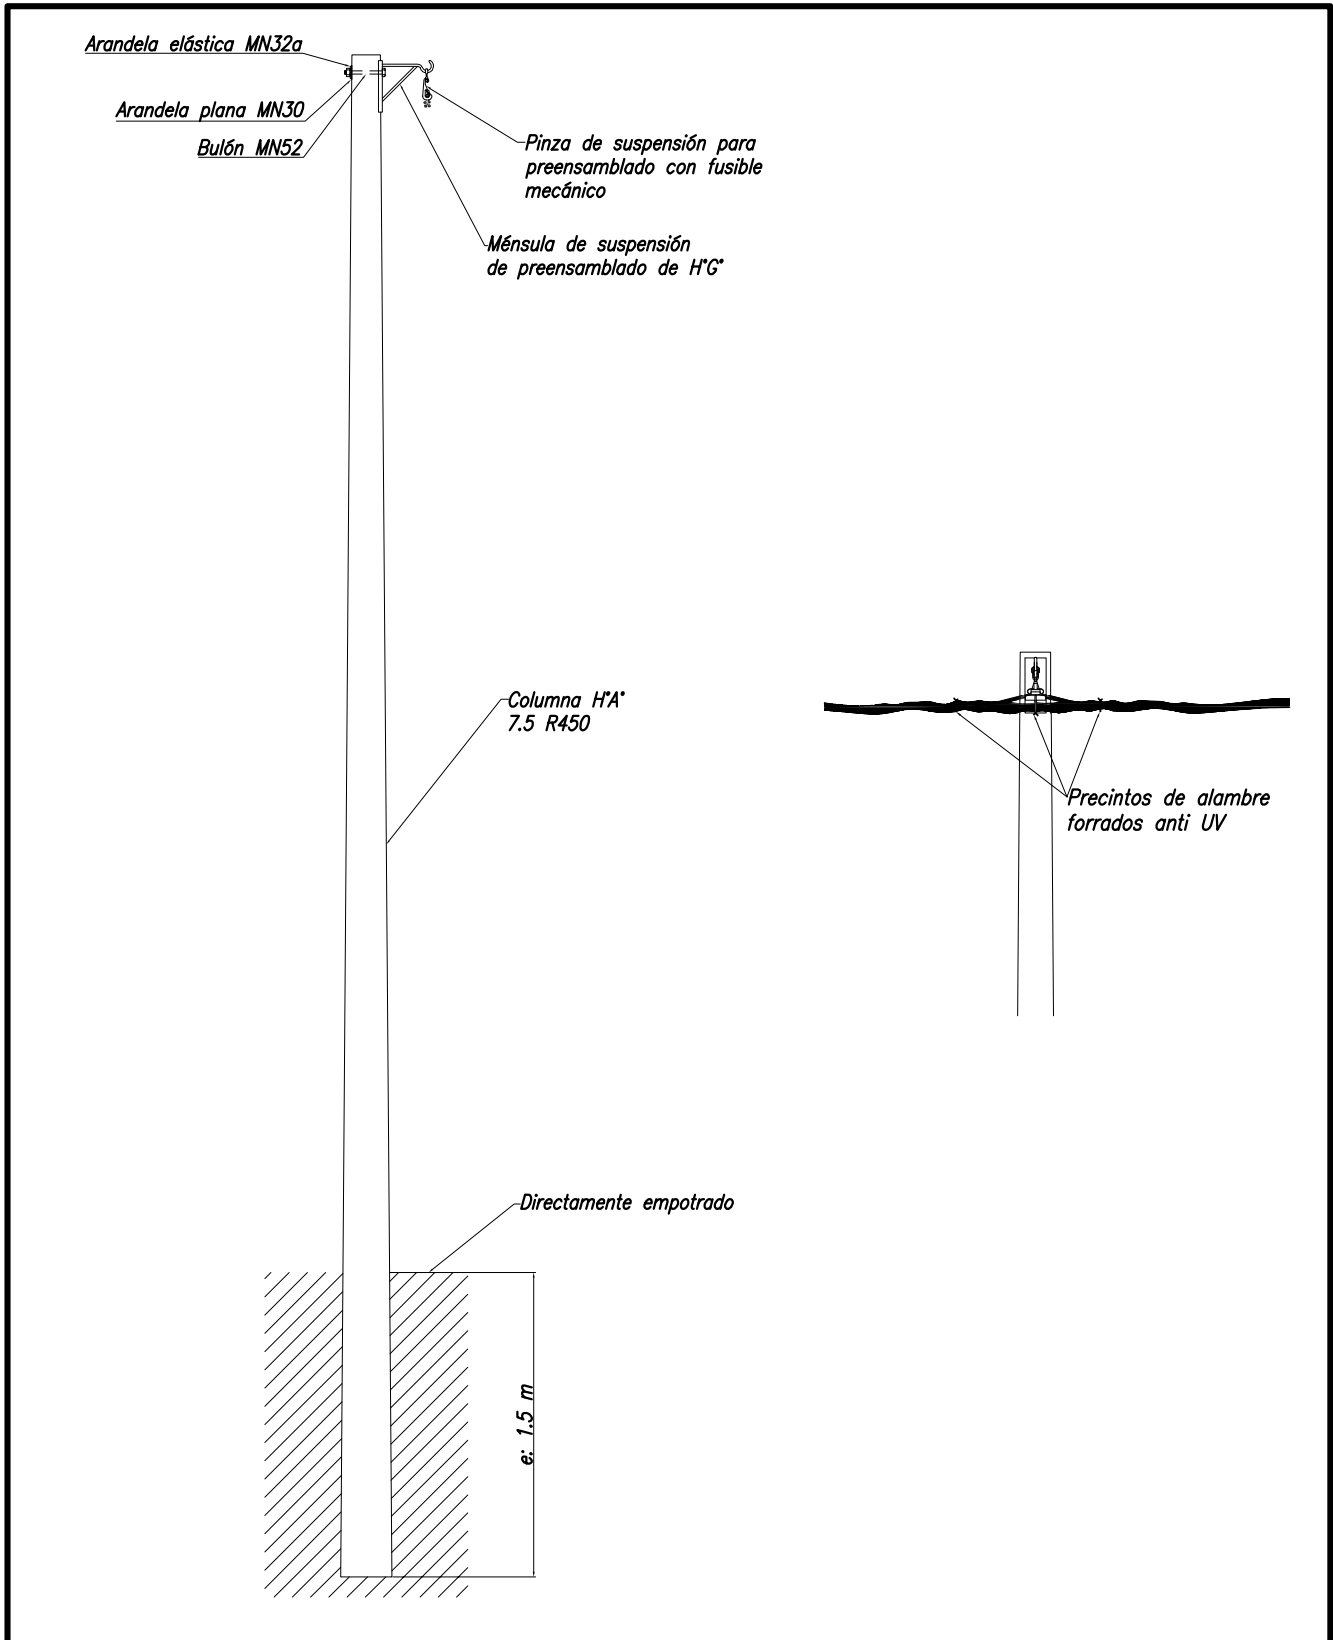 Arandela elástica MN32a
Arandela plana MN30
Bulón MN52
Pinza de suspensión para
preensamblado con fusible
mecánico
Ménsula de suspensión
de preensamblado de H°G°
Columna H°A°
7.5 R450
Precintos de alambre
forrados anti UV
Directamente empotrado
e: 1.5 m